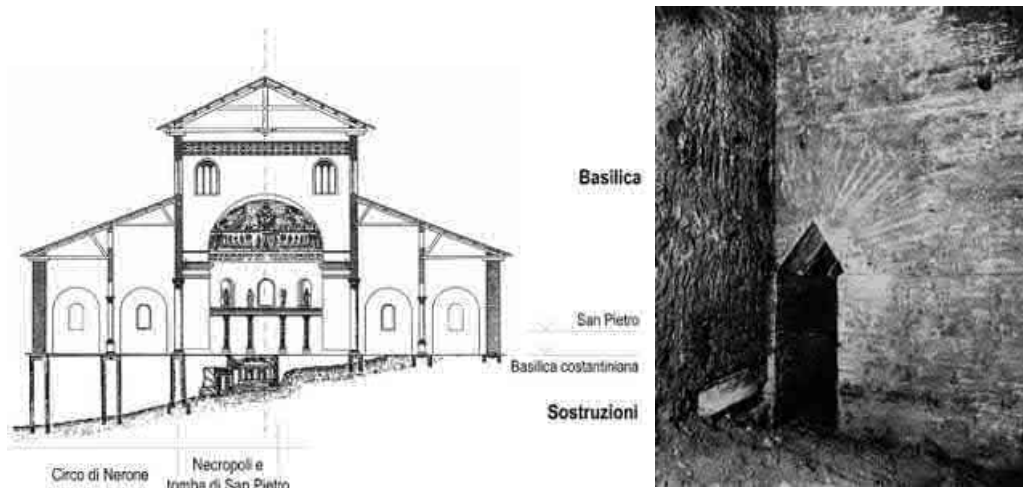 Basilica
San Pietro
Basilica costantiniana
Sostruzioni
Circo di Nerone
Necropoli e
tomba di San Pietro